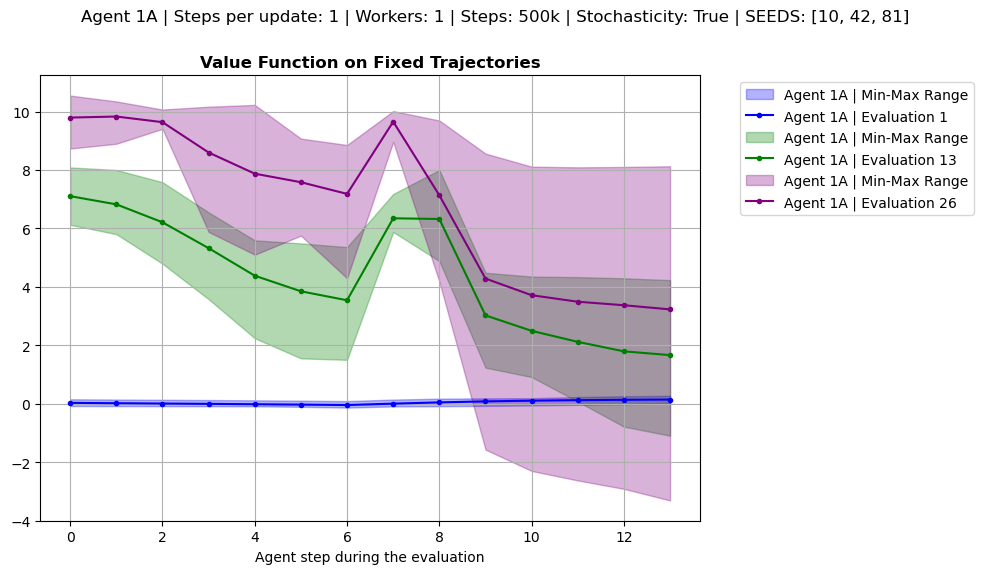 Agent 1A | Steps per update: 1 | Workers: 1 | Steps: 500k | Stochasticity: True | SEEDS: [10, 42, 81]
Value Function on Fixed Trajectories
10
8
6
4
2
0
−2
−4
0 2 4 6 8 10 12
Agent step during the evaluation
Agent 1A | Min-Max Range
Agent 1A | Evaluation 1
Agent 1A | Min-Max Range
Agent 1A | Evaluation 13
Agent 1A | Min-Max Range
Agent 1A | Evaluation 26